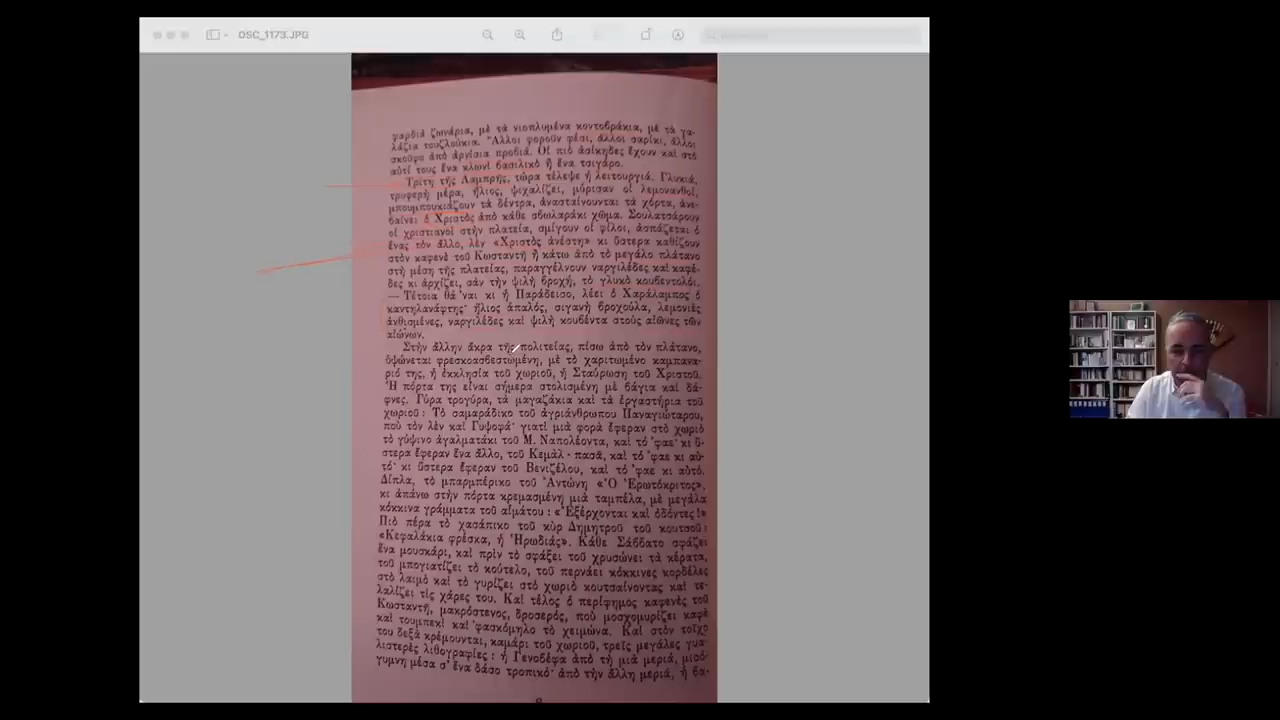 DSC_1173.JPG
φαρδιὰ ζωνάρια, μὲ τὰ νιοπλυμένα κοντοβράκια, μὲ τὰ γα-
λάζια τουζλούκια. Ἄλλοι φοροῦν φέσι, ἄλλοι σαρίκι, ἄλλοι
σκοῦφο ἀπὸ ἀρνίσια προβιά. Οἱ πιὸ ἀσίκηδες ἔχουν καὶ στὸ
αὐτί τους ἕνα κλωνὶ βασιλικὸ ἢ ἕνα τσιγάρο.
Τρίτη τῆς Λαμπρῆς, τώρα τέλεψε ἡ λειτουργιά. Γλυκιά,
τρυφερὴ μέρα, ἥλιος, ψιχαλίζει, μύρισαν οἱ λεμονανθοί,
μπουμπουκιάζουν τὰ δέντρα, ἀνασταίνουνται τὰ χόρτα, ἀνε-
βαίνει ὁ Χριστὸς ἀπὸ κάθε σβωλαράκι χῶμα. Σουλατσάρουν
οἱ χριστιανοὶ στὴν πλατεία, σμίγουν οἱ φίλοι, ἀσπάζεται ὁ
ἕνας τὸν ἄλλο, λὲν «Χριστὸς ἀνέστη» κι ὕστερα καθίζουν
στὸν καφενὲ τοῦ Κωσταντῆ ἢ κάτω ἀπὸ τὸ μεγάλο πλάτανο
στὴ μέση τῆς πλατείας, παραγγέλνουν ναργιλέδες καὶ καφέ-
δες κι ἀρχίζει, σὰν τὴν ψιλὴ βροχή, τὸ γλυκὸ κουβεντολόι.
— Τέτοια θά 'ναι κι ἡ Παράδεισο, λέει ὁ Χαράλαμπος ὁ
καντηλανάφτης· ἥλιος ἁπαλός, σιγανὴ βροχούλα, λεμονιὲς
ἀνθισμένες, ναργιλέδες καὶ ψιλὴ κουβέντα στοὺς αἰῶνες τῶν
αἰώνων.
Στὴν ἄλλην ἄκρα τῆς πολιτείας, πίσω ἀπὸ τὸν πλάτανο,
ὑψώνεται φρεσκοασβεστωμένη, μὲ τὸ χαριτωμένο καμπανα-
ριό της, ἡ ἐκκλησία τοῦ χωριοῦ, ἡ Σταύρωση τοῦ Χριστοῦ.
Ἡ πόρτα της εἶναι σήμερα στολισμένη μὲ βάγια καὶ δά-
φνες. Γύρα τρογύρα, τὰ μαγαζάκια καὶ τὰ ἐργαστήρια τοῦ
χωριοῦ: Τὸ σαμαράδικο τοῦ ἀγριάνθρωπου Παναγιώταρου,
ποὺ τὸν λὲν καὶ Γυψοφά· γιατὶ μιὰ φορὰ ἔφεραν στὸ χωριὸ
τὸ γύψινο ἀγαλματάκι τοῦ Μ. Ναπολέοντα, καὶ τό 'φαε· κι ὕ-
στερα ἔφεραν ἕνα ἄλλο, τοῦ Κεμὰλ - πασᾶ, καὶ τό 'φαε κι αὐ-
τό· κι ὕστερα ἔφεραν τοῦ Βενιζέλου, καὶ τό 'φαε κι αὐτό.
Δίπλα, τὸ μπαρμπέρικο τοῦ Ἀντώνη «Ὁ Ἐρωτόκριτος»,
κι ἀπάνω στὴν πόρτα κρεμασμένη μιὰ ταμπέλα, μὲ μεγάλα
κόκκινα γράμματα τοῦ αἱμάτου: «Ἐξέρχονται καὶ ὀδόντες!»
Πιὸ πέρα τὸ χασάπικο τοῦ κὺρ Δημητροῦ τοῦ κουτσοῦ:
«Κεφαλάκια φρέσκα, ἡ Ἡρωδιάς». Κάθε Σάββατο σφάζει
ἕνα μουσκάρι, καὶ πρὶν τὸ σφάξει τοῦ χρυσώνει τὰ κέρατα,
τοῦ μπογιατίζει τὸ κούτελο, τοῦ περνάει κόκκινες κορδέλες
στὸ λαιμὸ καὶ τὸ γυρίζει στὸ χωριὸ κουτσαίνοντας καὶ τε-
λαλίζει τὶς χάρες του. Καὶ τέλος ὁ περίφημος καφενὲς τοῦ
Κωσταντῆ, μακρόστενος, δροσερός, ποὺ μοσχομυρίζει καφὲ
καὶ τουμπεκὶ καὶ φασκόμηλο τὸ χειμώνα. Καὶ στὸν τοῖχο
του δεξὰ κρέμουνται, καμάρι τοῦ χωριοῦ, τρεῖς μεγάλες γυα-
λιστερὲς λιθογραφίες: ἡ Γενοβέφα ἀπὸ τὴ μιὰ μεριά, μισό-
γυμνη μέσα σ' ἕνα δάσο τροπικό· ἀπὸ τὴν ἄλλη μεριά, ἡ βα-